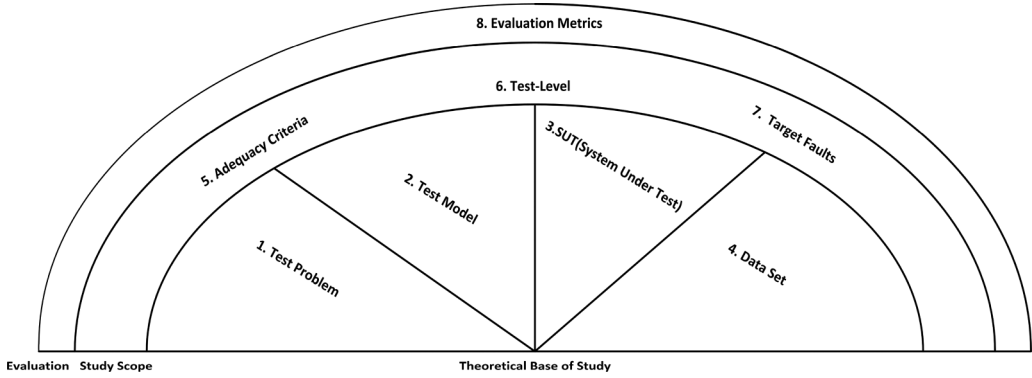 8. Evaluation Metrics
6. Test-Level
5. Adequacy Criteria
7. Target Faults
3.SUT(System Under Test)
2. Test Model
1. Test Problem
4. Data Set
Evaluation Study Scope Theoretical Base of Study